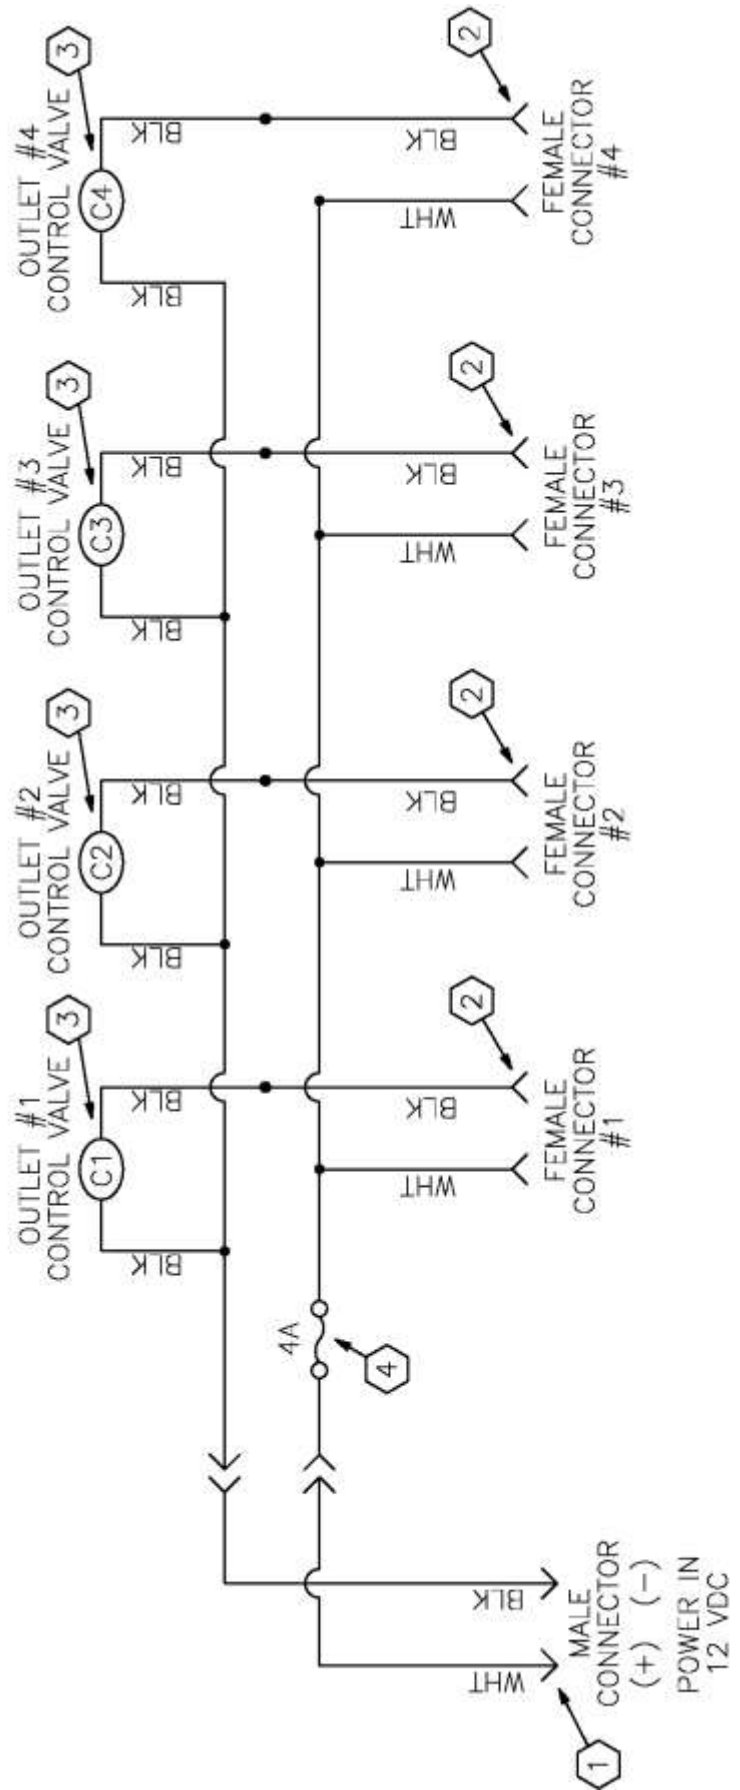 OUTLET #1
CONTROL VALVE
3
C1
BLK
BLK
OUTLET #2
CONTROL VALVE
3
C2
BLK
BLK
OUTLET #3
CONTROL VALVE
3
C3
BLK
BLK
OUTLET #4
CONTROL VALVE
3
C4
BLK
BLK
4A
4
WHT
BLK
1
MALE
CONNECTOR
(+) (-)
POWER IN
12 VDC
WHT
BLK
2
FEMALE
CONNECTOR
#1
WHT
BLK
2
FEMALE
CONNECTOR
#2
WHT
BLK
2
FEMALE
CONNECTOR
#3
WHT
BLK
2
FEMALE
CONNECTOR
#4